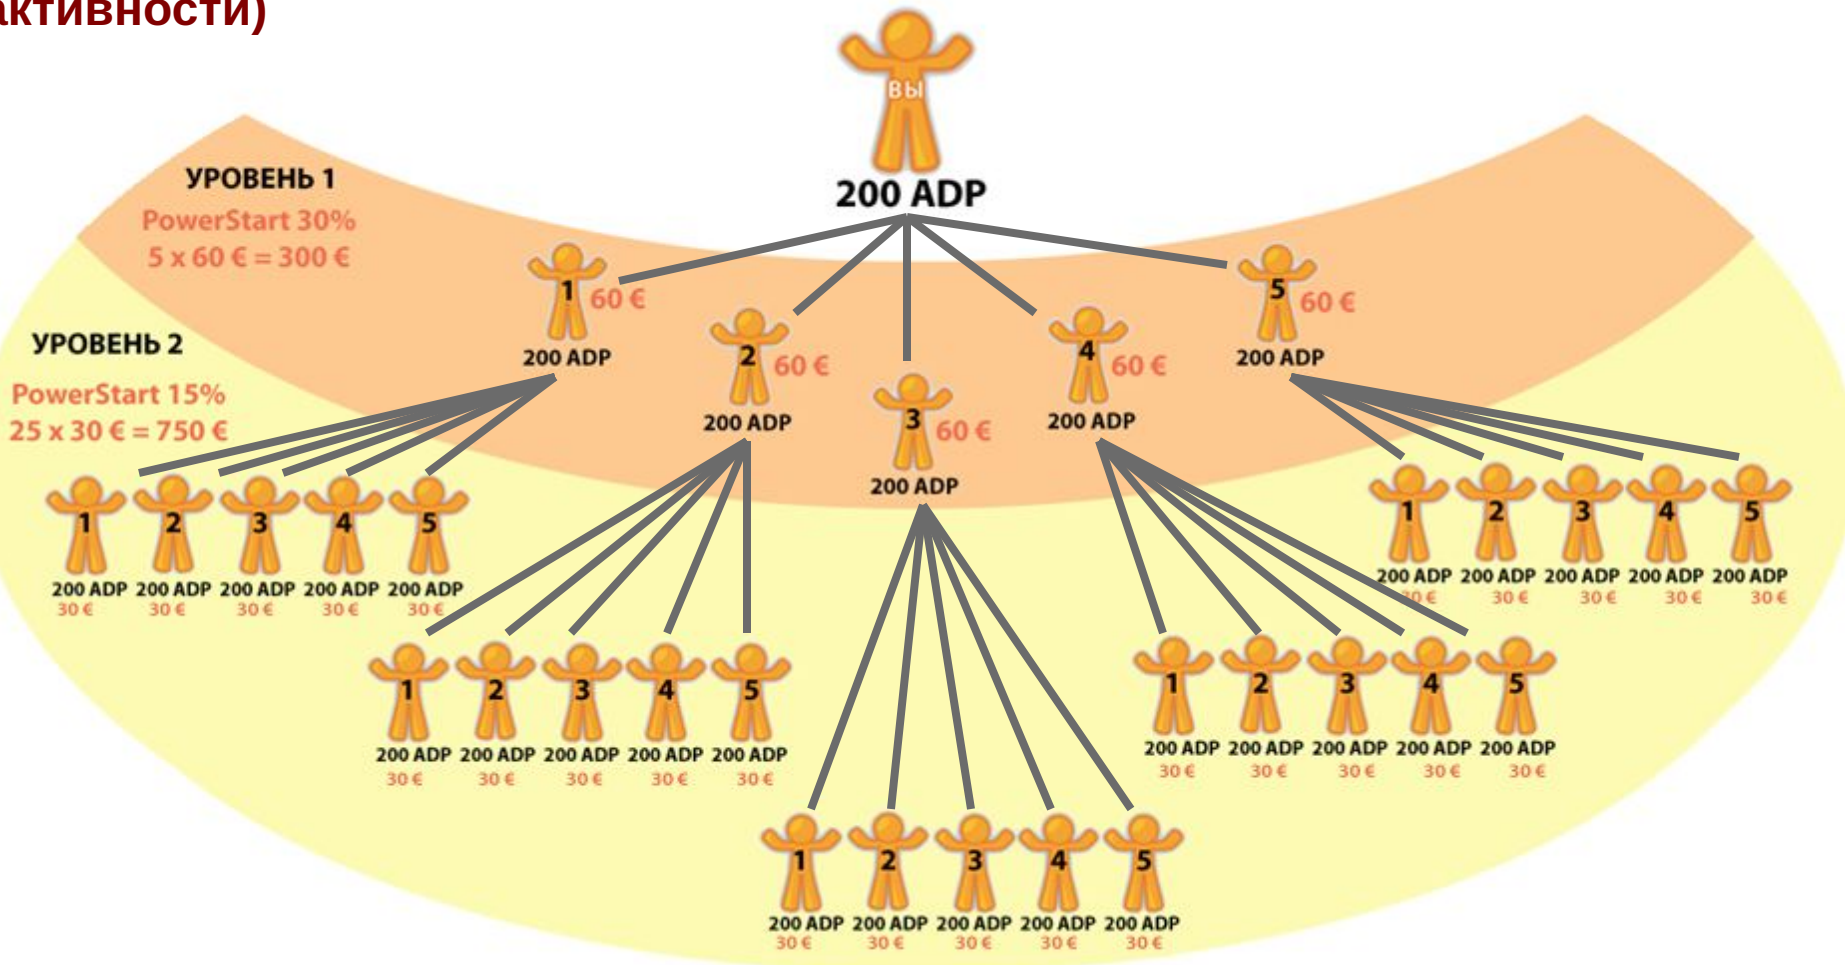 активности)
ВЫ
200 ADP
УРОВЕНЬ 1
PowerStart 30%
5 x 60 € = 300 €
1 60 €
200 ADP
2 60 €
200 ADP
3 60 €
200 ADP
4 60 €
200 ADP
5 60 €
200 ADP
УРОВЕНЬ 2
PowerStart 15%
25 x 30 € = 750 €
1 2 3 4 5
200 ADP 200 ADP 200 ADP 200 ADP 200 ADP
30 € 30 € 30 € 30 € 30 €
1 2 3 4 5
200 ADP 200 ADP 200 ADP 200 ADP 200 ADP
30 € 30 € 30 € 30 € 30 €
1 2 3 4 5
200 ADP 200 ADP 200 ADP 200 ADP 200 ADP
30 € 30 € 30 € 30 € 30 €
1 2 3 4 5
200 ADP 200 ADP 200 ADP 200 ADP 200 ADP
30 € 30 € 30 € 30 € 30 €
1 2 3 4 5
200 ADP 200 ADP 200 ADP 200 ADP 200 ADP
30 € 30 € 30 € 30 € 30 €